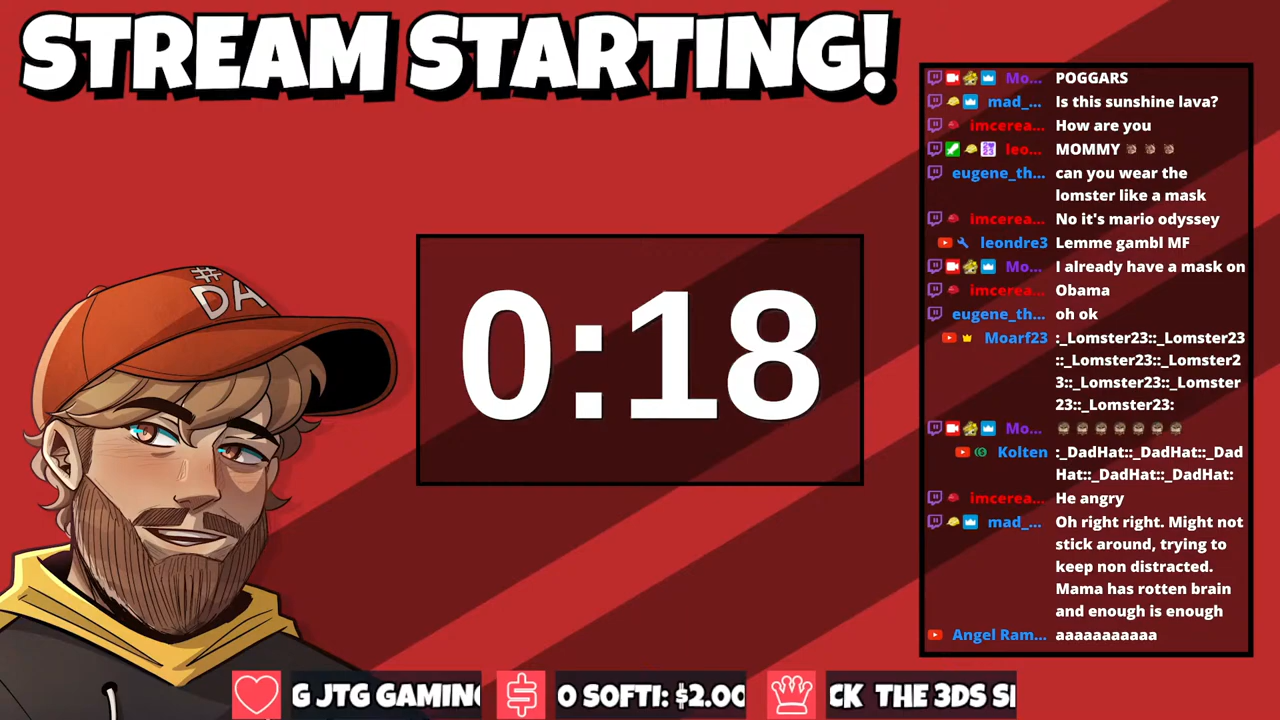 STREAM STARTING!
Mo... POGGARS
mad_... Is this sunshine lava?
imcerea... How are you
leo... MOMMY
eugene_th... can you wear the
lomster like a mask
imcerea... No it's mario odyssey
leondre3 Lemme gambl MF
Mo... I already have a mask on
imcerea... Obama
eugene_th... oh ok
Moarf23 :_Lomster23::_Lomster23
::_Lomster23::_Lomster2
3::_Lomster23::_Lomster
23::_Lomster23:
Mo...
Kolten :_DadHat::_DadHat::_Dad
Hat::_DadHat::_DadHat:
imcerea... He angry
mad_... Oh right right. Might not
stick around, trying to
keep non distracted.
Mama has rotten brain
and enough is enough
Angel Ram... aaaaaaaaaaa
0:18
# DA
G JTG GAMING
O SOFTI: $2.00
CK THE 3DS